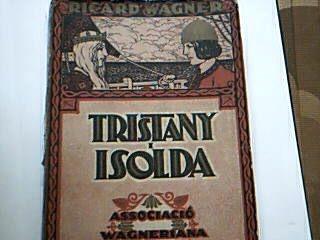 RICARD WAGNER
TRISTANY
I
ISOLDA
ASSOCIACIÓ
WAGNERIANA